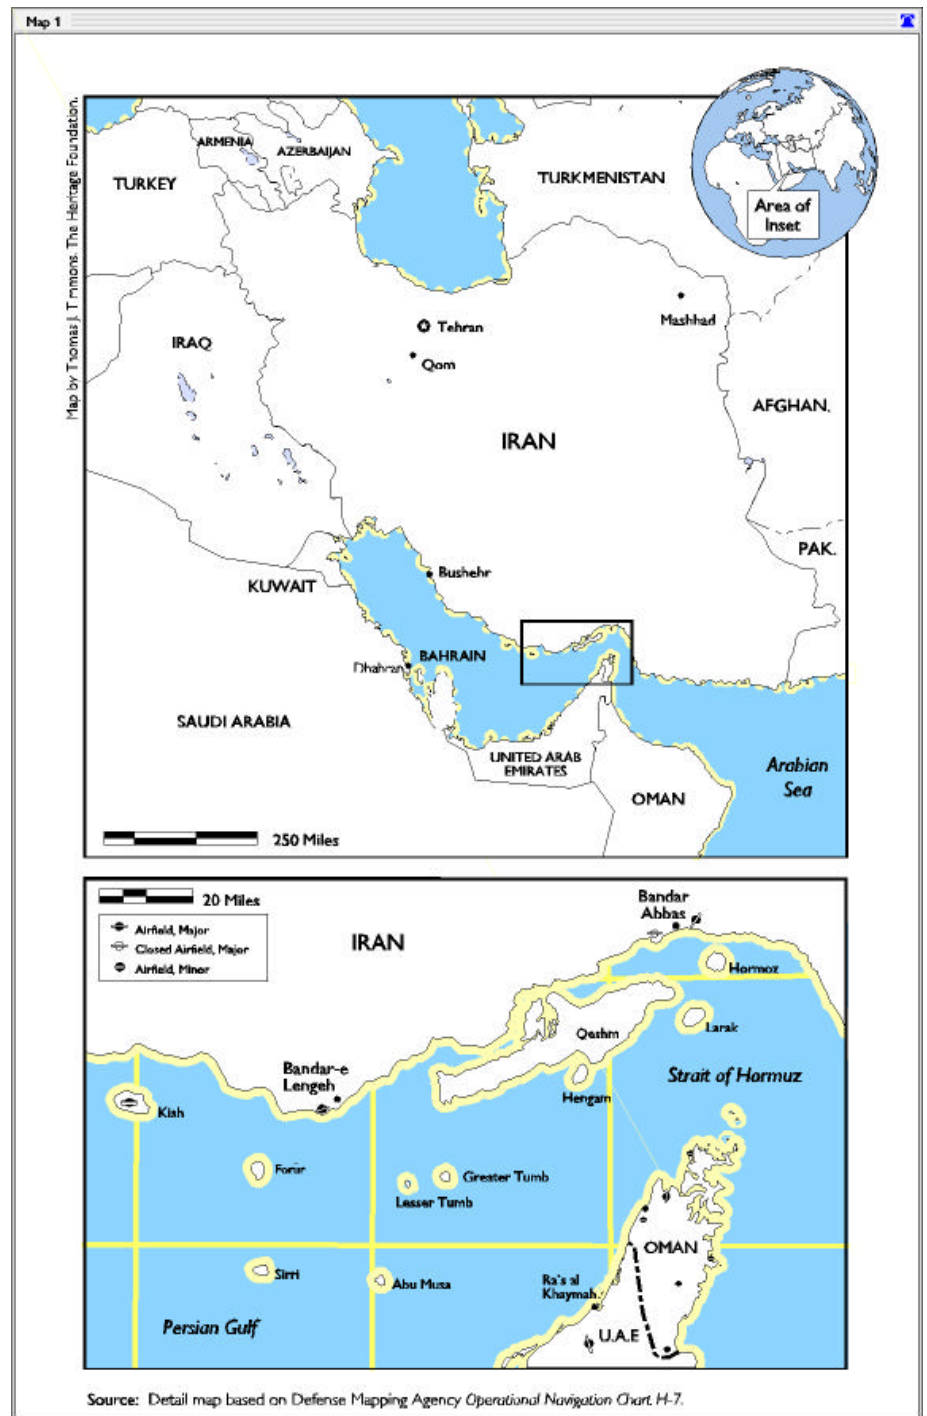 Map 1
Map by Thomas J. Timmons. The Heritage Foundation.
ARMENIA
AZERBAIJAN
TURKEY
TURKMENISTAN
Area of
Inset
Mashhad
Tehran
Qom
IRAQ
AFGHAN.
IRAN
PAK.
KUWAIT
Bushehr
Dhahran
BAHRAIN
SAUDI ARABIA
UNITED ARAB
EMIRATES
OMAN
Arabian
Sea
250 Miles
20 Miles
Airfield, Major
Closed Airfield, Major
Airfield, Minor
IRAN
Bandar
Abbas
Hormoz
Qeshm
Larak
Strait of Hormuz
Bandar-e
Lengeh
Hengam
Kish
Forur
Greater Tumb
Lesser Tumb
OMAN
Sirri
Abu Musa
Ra's al
Khaymah
Persian Gulf
U.A.E
Source: Detail map based on Defense Mapping Agency Operational Navigation Chart H-7.